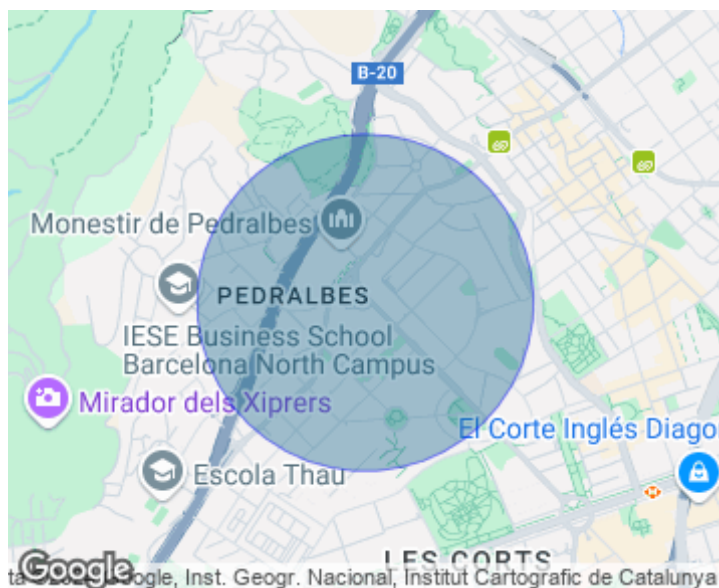 B-20
Monestir de Pedralbes
PEDRALBES
IESE Business School
Barcelona North Campus
Mirador dels Xiprers
El Corte Inglés Diago
Escola Thau
LES CORTS
Google
Google, Inst. Geogr. Nacional, Institut Cartogràfic de Catalunya